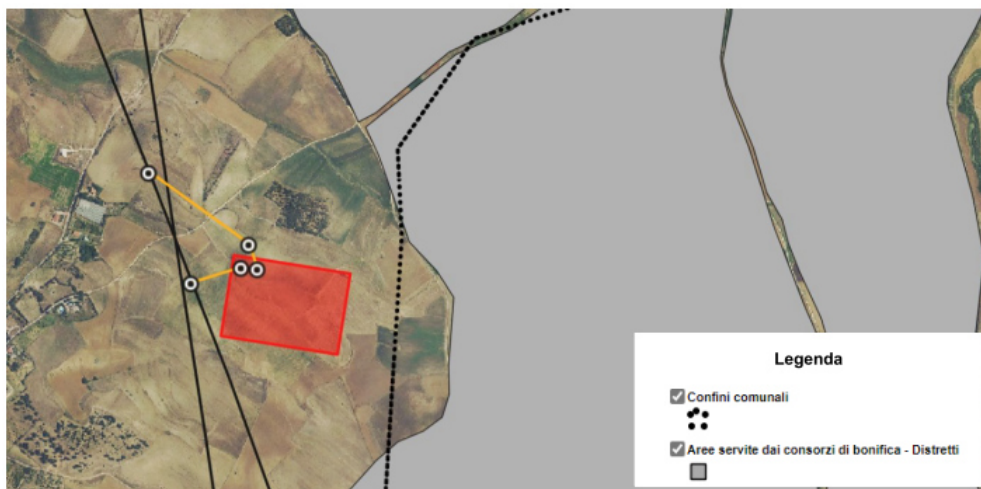 Legenda
Confini comunali
Aree servite dai consorzi di bonifica - Distretti